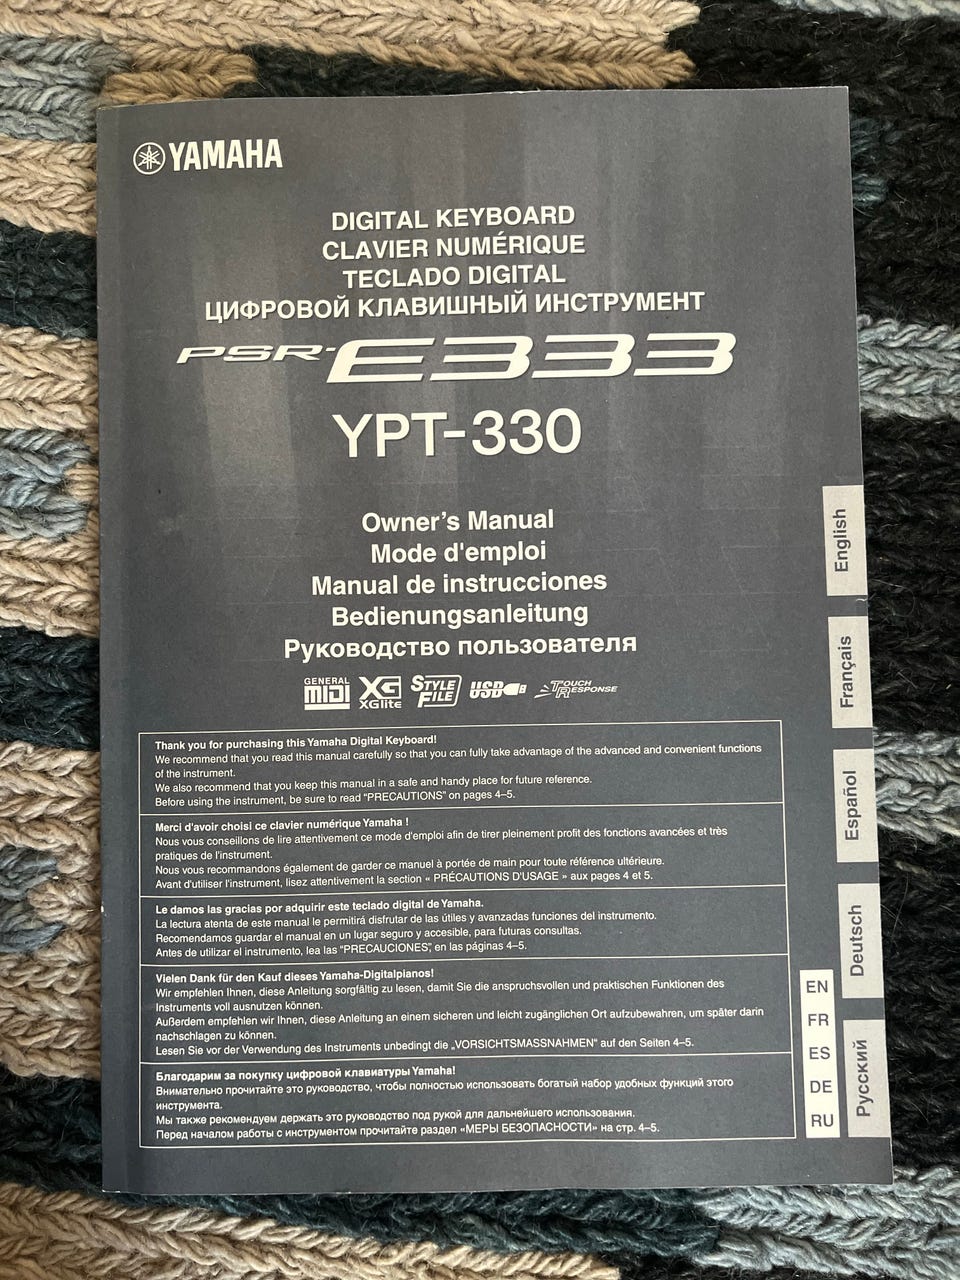 YAMAHA
DIGITAL KEYBOARD
CLAVIER NUMÉRIQUE
TECLADO DIGITAL
ЦИФРОВОЙ КЛАВИШНЫЙ ИНСТРУМЕНТ
PSR-E333
YPT-330
Owner's Manual
Mode d'emploi
Manual de instrucciones
Bedienungsanleitung
Руководство пользователя
GENERAL MIDI
XG XGlite
STYLE FILE
USB
TOUCH RESPONSE
Thank you for purchasing this Yamaha Digital Keyboard!
We recommend that you read this manual carefully so that you can fully take advantage of the advanced and convenient functions
of the instrument.
We also recommend that you keep this manual in a safe and handy place for future reference.
Before using the instrument, be sure to read "PRECAUTIONS" on pages 4–5.
Merci d'avoir choisi ce clavier numérique Yamaha !
Nous vous conseillons de lire attentivement ce mode d'emploi afin de tirer pleinement profit des fonctions avancées et très
pratiques de l'instrument.
Nous vous recommandons également de garder ce manuel à portée de main pour toute référence ultérieure.
Avant d'utiliser l'instrument, lisez attentivement la section « PRÉCAUTIONS D'USAGE » aux pages 4 et 5.
Le damos las gracias por adquirir este teclado digital de Yamaha.
La lectura atenta de este manual le permitirá disfrutar de las útiles y avanzadas funciones del instrumento.
Recomendamos guardar el manual en un lugar seguro y accesible, para futuras consultas.
Antes de utilizar el instrumento, lea las "PRECAUCIONES", en las páginas 4–5.
Vielen Dank für den Kauf dieses Yamaha-Digitalpianos!
Wir empfehlen Ihnen, diese Anleitung sorgfältig zu lesen, damit Sie die anspruchsvollen und praktischen Funktionen des
Instruments voll ausnutzen können.
Außerdem empfehlen wir Ihnen, diese Anleitung an einem sicheren und leicht zugänglichen Ort aufzubewahren, um später darin
nachschlagen zu können.
Lesen Sie vor der Verwendung des Instruments unbedingt die „VORSICHTSMASSNAHMEN" auf den Seiten 4–5.
Благодарим за покупку цифровой клавиатуры Yamaha!
Внимательно прочитайте это руководство, чтобы полностью использовать богатый набор удобных функций этого
инструмента.
Мы также рекомендуем держать это руководство под рукой для дальнейшего использования.
Перед началом работы с инструментом прочитайте раздел «МЕРЫ БЕЗОПАСНОСТИ» на стр. 4–5.
EN
FR
ES
DE
RU
English
Français
Español
Deutsch
Русский